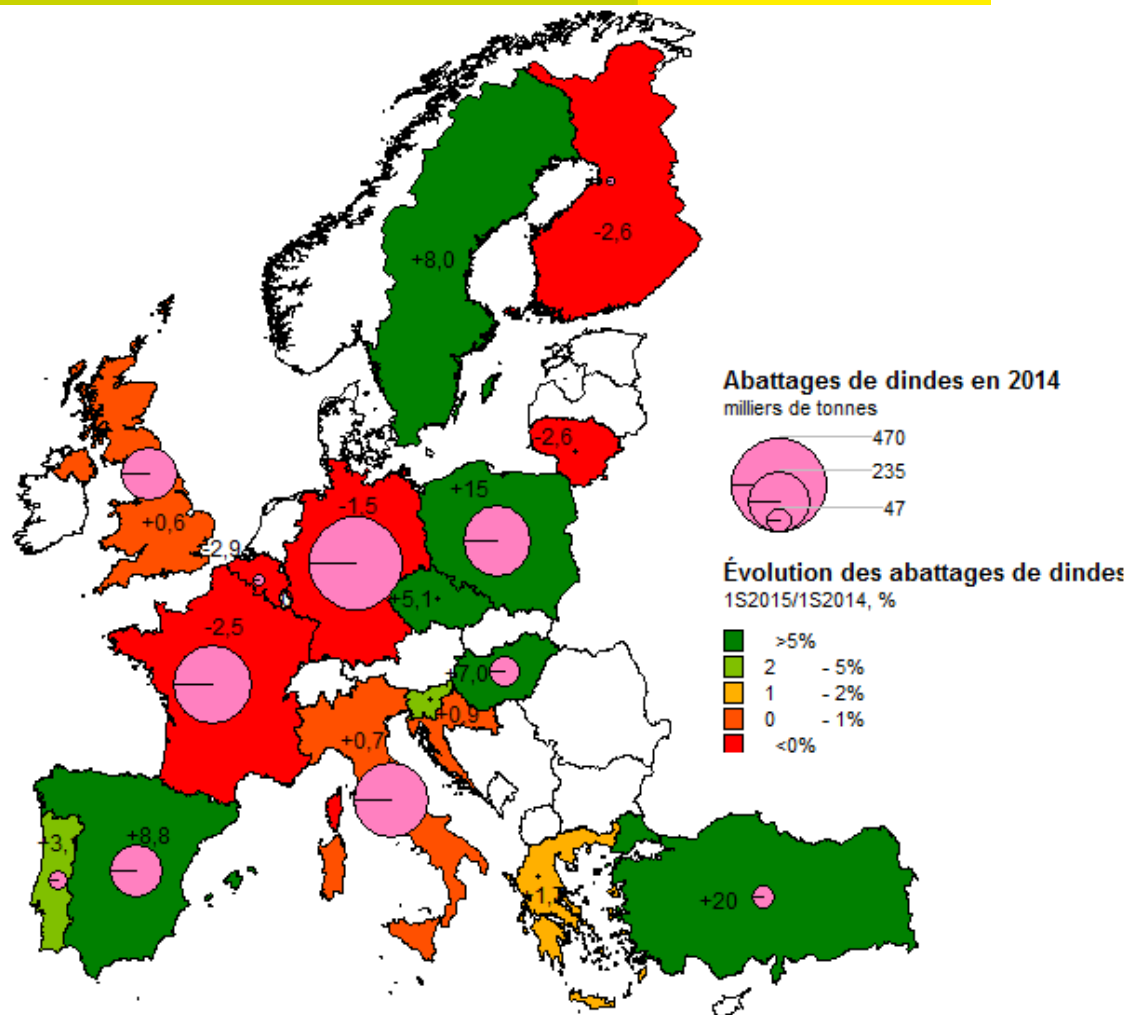 +8,0
-2,6
-2,6
+15
-1,5
+0,6
-2,9
+5,1
-2,5
+7,0
+0,9
+0,7
+8,8
+3,
+20
Abattages de dindes en 2014
milliers de tonnes
470
235
47
Évolution des abattages de dindes
1S2015/1S2014, %
>5%
2 - 5%
1 - 2%
0 - 1%
<0%